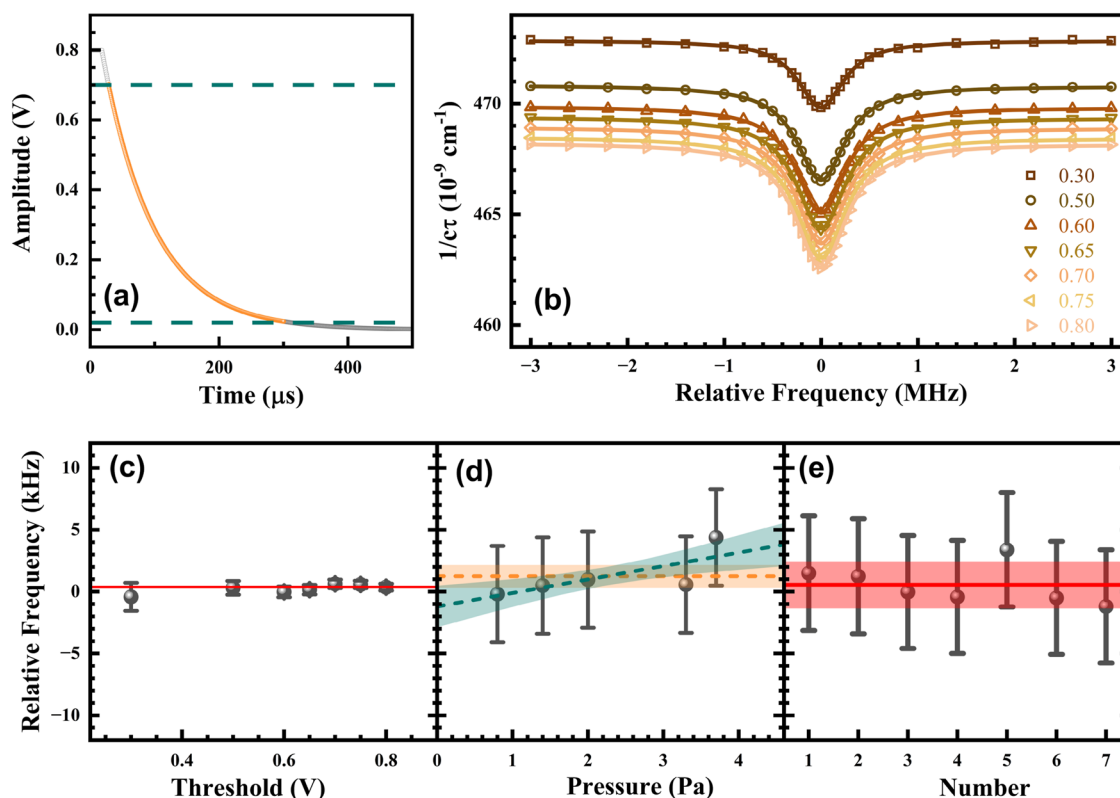 (a)
Amplitude (V)
0.8
0.6
0.4
0.2
0.0
0 200 400
Time (μs)
(b)
1/cτ (10⁻⁹ cm⁻¹)
470
465
460
0.30
0.50
0.60
0.65
0.70
0.75
0.80
−3 −2 −1 0 1 2 3
Relative Frequency (MHz)
Relative Frequency (kHz)
10
5
0
−5
−10
(c)
0.4 0.6 0.8
Threshold (V)
(d)
0 1 2 3 4
Pressure (Pa)
(e)
1 2 3 4 5 6 7
Number